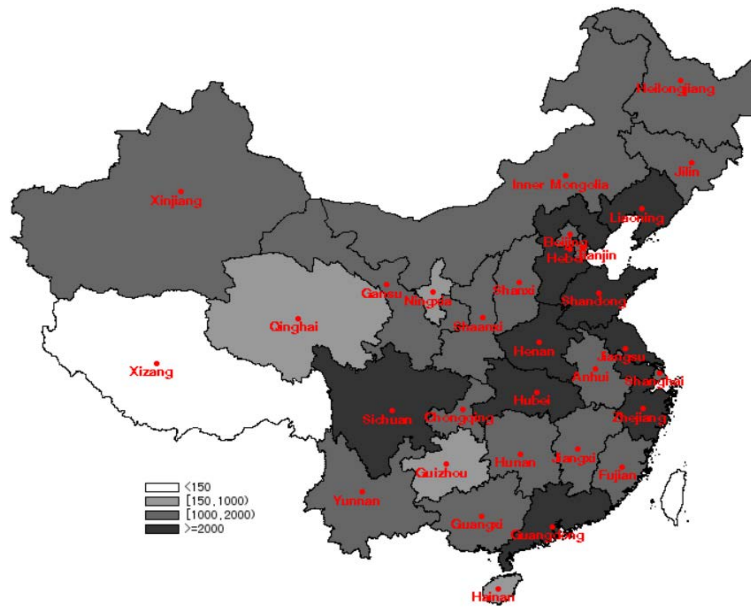 Heilongjiang
Jilin
Inner Mongolia
Xinjiang
Liaoning
Beijing
Hebei
Tianjin
Gansu
Ningxia
Shanxi
Shandong
Qinghai
Shaanxi
Henan
Jiangsu
Xizang
Anhui
Shanghai
Hubei
Sichuan
Chongqing
Zhejiang
Guizhou
Hunan
Jiangxi
Fujian
Yunnan
Guangxi
Guangdong
Hainan
<150
[150,1000)
[1000,2000)
>=2000